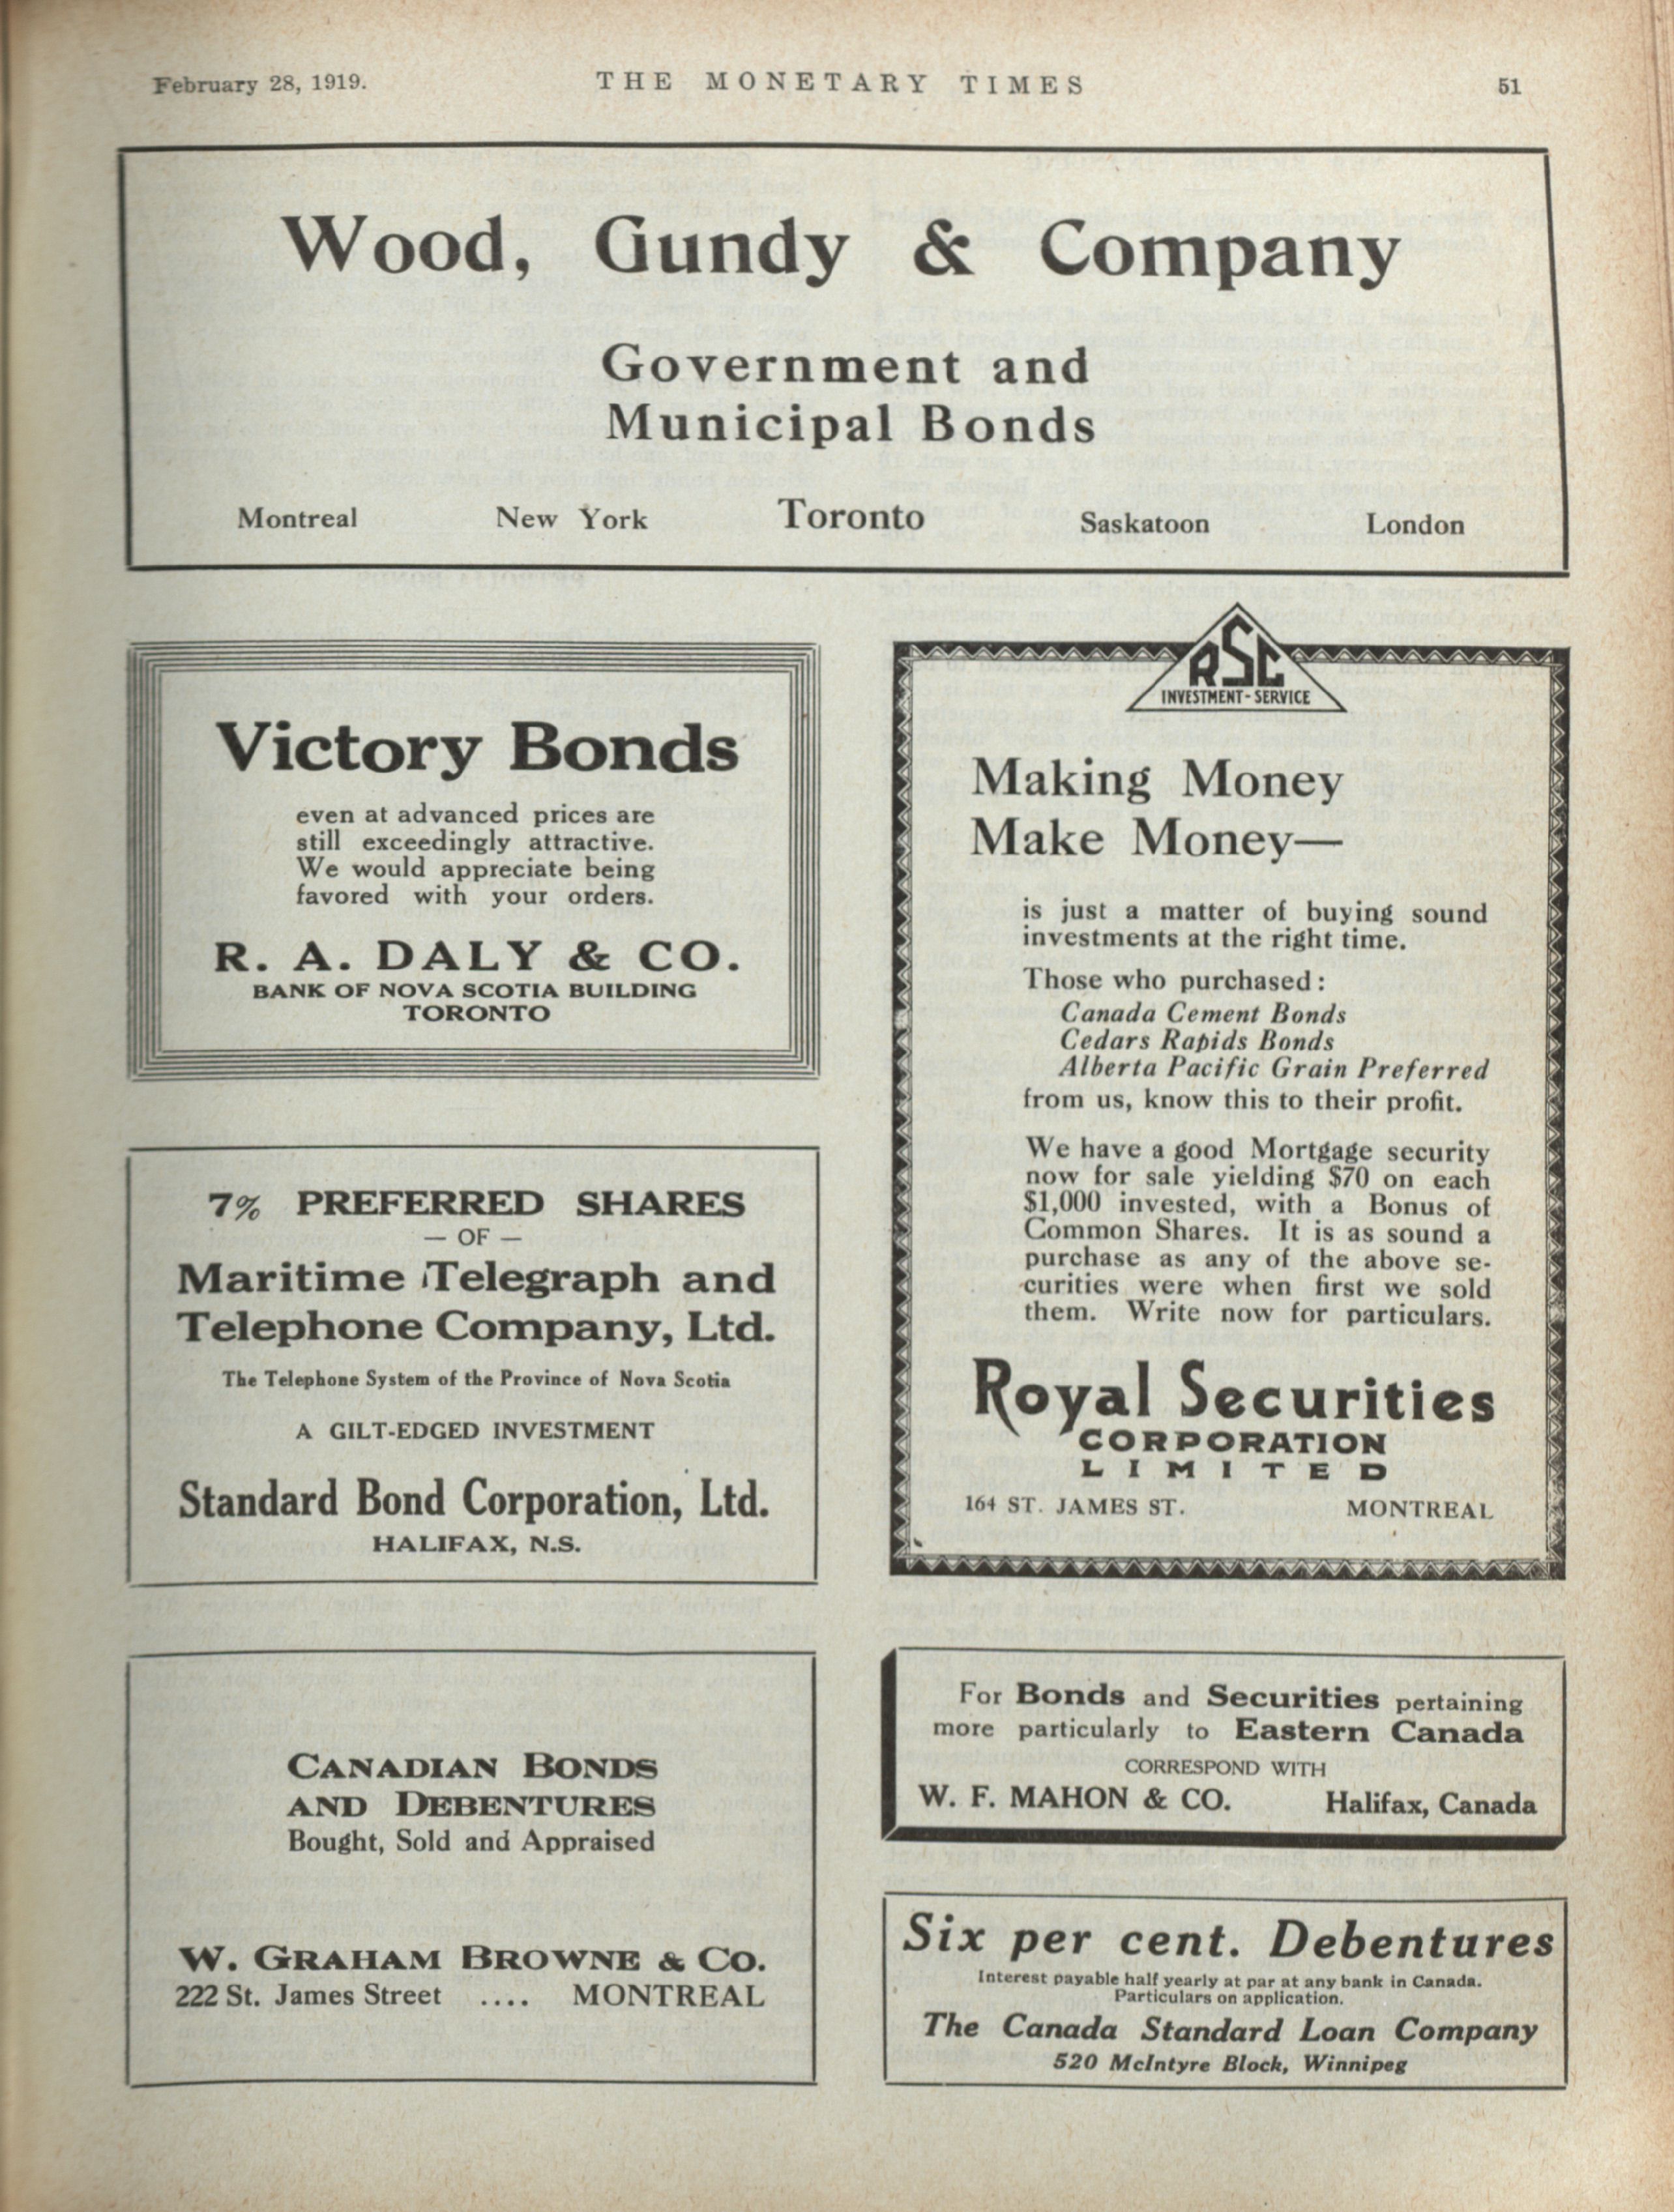 February 28, 1919.
THE MONETARY TIMES
51
Wood, Gundy & Company
Government and
Municipal Bonds
Montreal New York Toronto Saskatoon London
Victory Bonds
even at advanced prices are
still exceedingly attractive.
We would appreciate being
favored with your orders.
R. A. DALY & CO.
BANK OF NOVA SCOTIA BUILDING
TORONTO
7% PREFERRED SHARES
— OF —
Maritime Telegraph and
Telephone Company, Ltd.
The Telephone System of the Province of Nova Scotia
A GILT-EDGED INVESTMENT
Standard Bond Corporation, Ltd.
HALIFAX, N.S.
CANADIAN BONDS
AND DEBENTURES
Bought, Sold and Appraised
W. GRAHAM BROWNE & CO.
222 St. James Street .... MONTREAL
RSC
INVESTMENT-SERVICE
Making Money
Make Money—
is just a matter of buying sound
investments at the right time.
Those who purchased:
Canada Cement Bonds
Cedars Rapids Bonds
Alberta Pacific Grain Preferred
from us, know this to their profit.
We have a good Mortgage security
now for sale yielding $70 on each
$1,000 invested, with a Bonus of
Common Shares. It is as sound a
purchase as any of the above se-
curities were when first we sold
them. Write now for particulars.
Royal Securities
CORPORATION
LIMITED
164 ST. JAMES ST. MONTREAL
For Bonds and Securities pertaining
more particularly to Eastern Canada
CORRESPOND WITH
W. F. MAHON & CO. Halifax, Canada
Six per cent. Debentures
Interest payable half yearly at par at any bank in Canada.
Particulars on application.
The Canada Standard Loan Company
520 McIntyre Block, Winnipeg